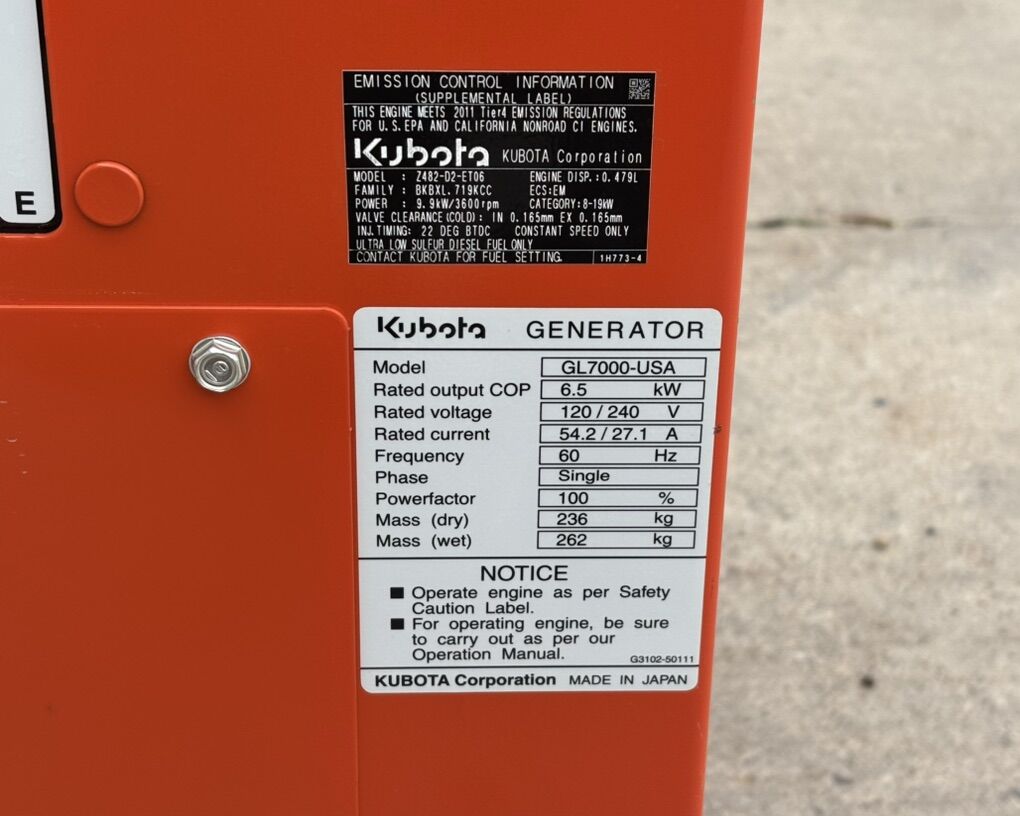 E
EMISSION CONTROL INFORMATION
(SUPPLEMENTAL LABEL)
THIS ENGINE MEETS 2011 Tier4 EMISSION REGULATIONS
FOR U.S.EPA AND CALIFORNIA NONROAD CI ENGINES.
Kubota KUBOTA Corporation
MODEL : Z482-D2-ET06 ENGINE DISP.:0.479L
FAMILY : BKBXL.719KCC ECS:EM
POWER : 9.9kW/3600rpm CATEGORY:8-19kW
VALVE CLEARANCE(COLD): IN 0.165mm EX 0.165mm
INJ.TIMING: 22 DEG BTDC CONSTANT SPEED ONLY
ULTRA LOW SULFUR DIESEL FUEL ONLY
CONTACT KUBOTA FOR FUEL SETTING. 1H773-4
Kubota GENERATOR
Model GL7000-USA
Rated output COP 6.5 kW
Rated voltage 120 / 240 V
Rated current 54.2 / 27.1 A
Frequency 60 Hz
Phase Single
Powerfactor 100 %
Mass (dry) 236 kg
Mass (wet) 262 kg
NOTICE
■ Operate engine as per Safety
Caution Label.
■ For operating engine, be sure
to carry out as per our
Operation Manual.
G3102-50111
KUBOTA Corporation MADE IN JAPAN